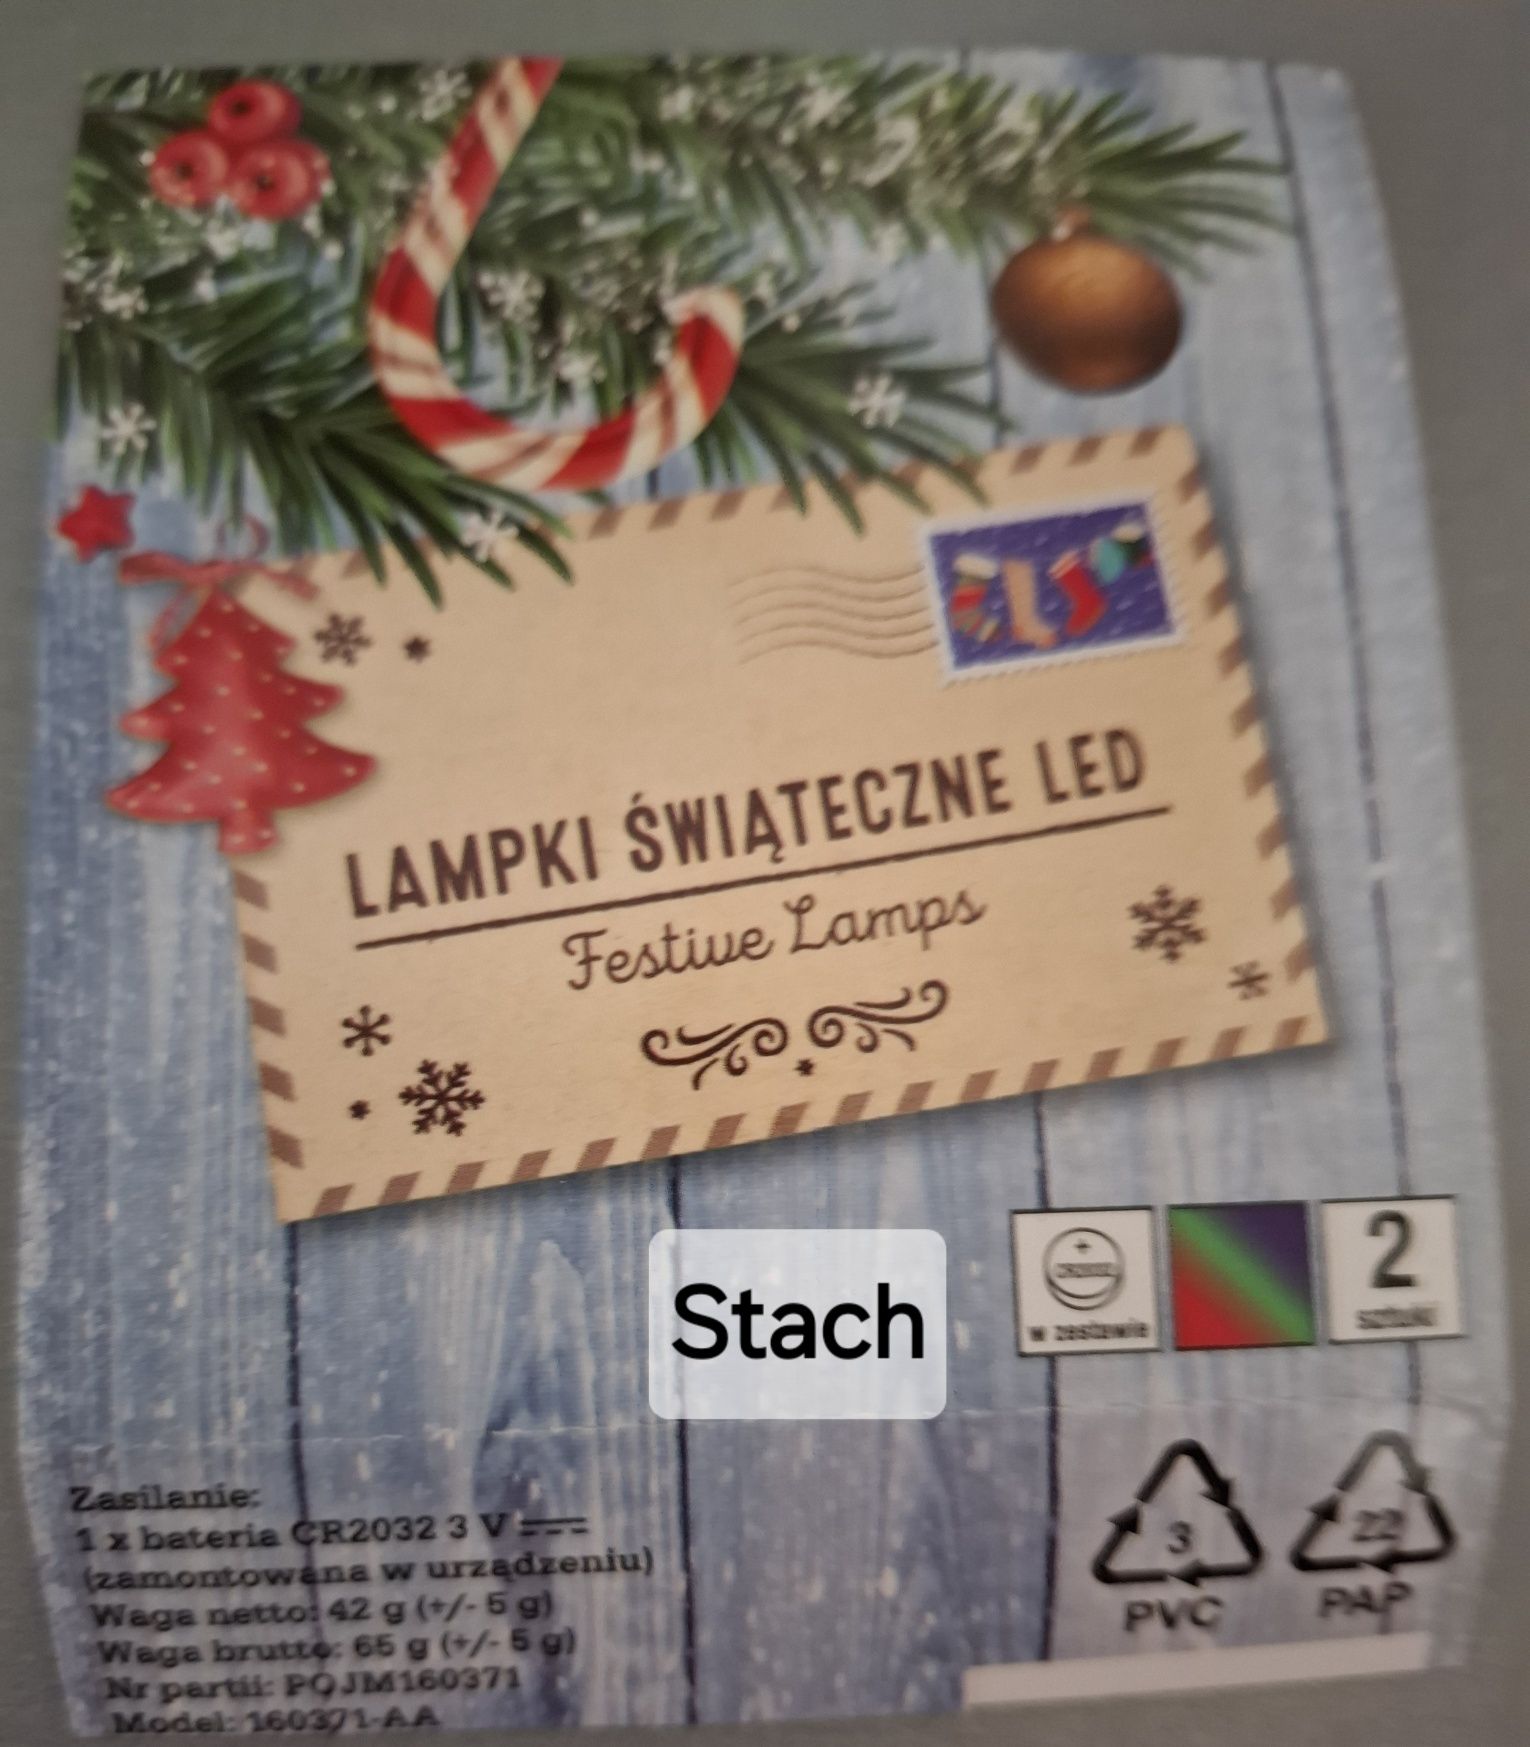 LAMPKI ŚWIĄTECZNE LED
Festive Lamps
CR2032
w zestawie
2
sztuki
Stach
Zasilanie:
1 x bateria CR2032 3 V
(zamontowana w urządzeniu)
Waga netto: 42 g (+/- 5 g)
Waga brutto: 65 g (+/- 5 g)
Nr partii: POJM160371
Model: 160371-AA
3
PVC
22
PAP